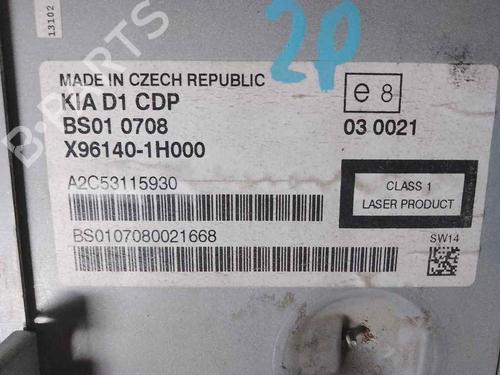 13102
2P
MADE IN CZECH REPUBLIC
KIA D1 CDP
e 8
BS01 0708
03 0021
X96140-1H000
A2C53115930
CLASS 1
LASER PRODUCT
BS0107080021668
SW14
B-PARTS